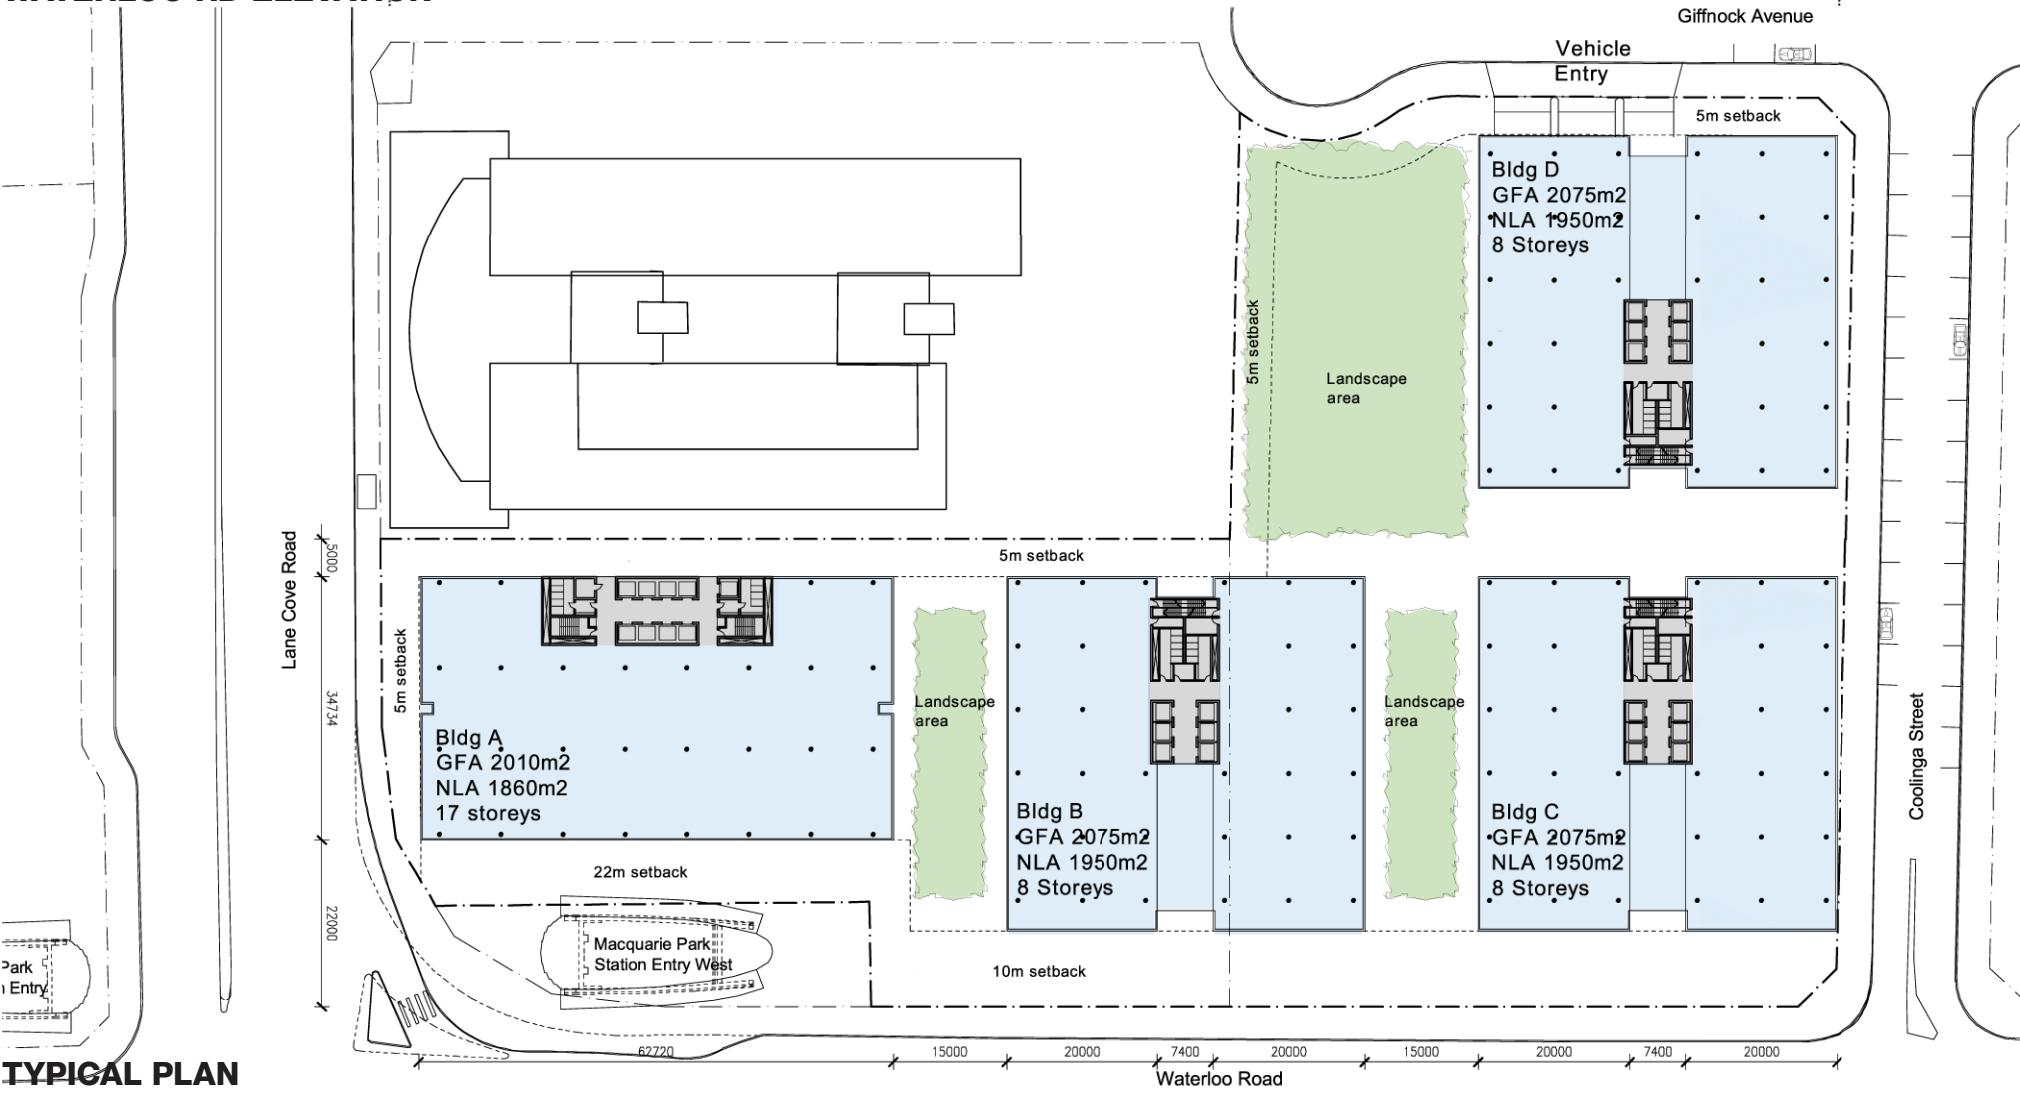 WATERLOO RD ELEVATION
Giffnock Avenue
Vehicle
Entry
5m setback
Bldg D
GFA 2075m2
NLA 1950m2
8 Storeys
5m setback
Landscape
area
Lane Cove Road
5000
5m setback
5m setback
34734
Landscape
area
Landscape
area
Coolinga Street
Bldg A
GFA 2010m2
NLA 1860m2
17 storeys
Bldg B
GFA 2075m2
NLA 1950m2
8 Storeys
Bldg C
GFA 2075m2
NLA 1950m2
8 Storeys
22m setback
22000
Macquarie Park
Station Entry West
Park
Entry
10m setback
62720
15000
20000
7400
20000
15000
20000
7400
20000
TYPICAL PLAN
Waterloo Road